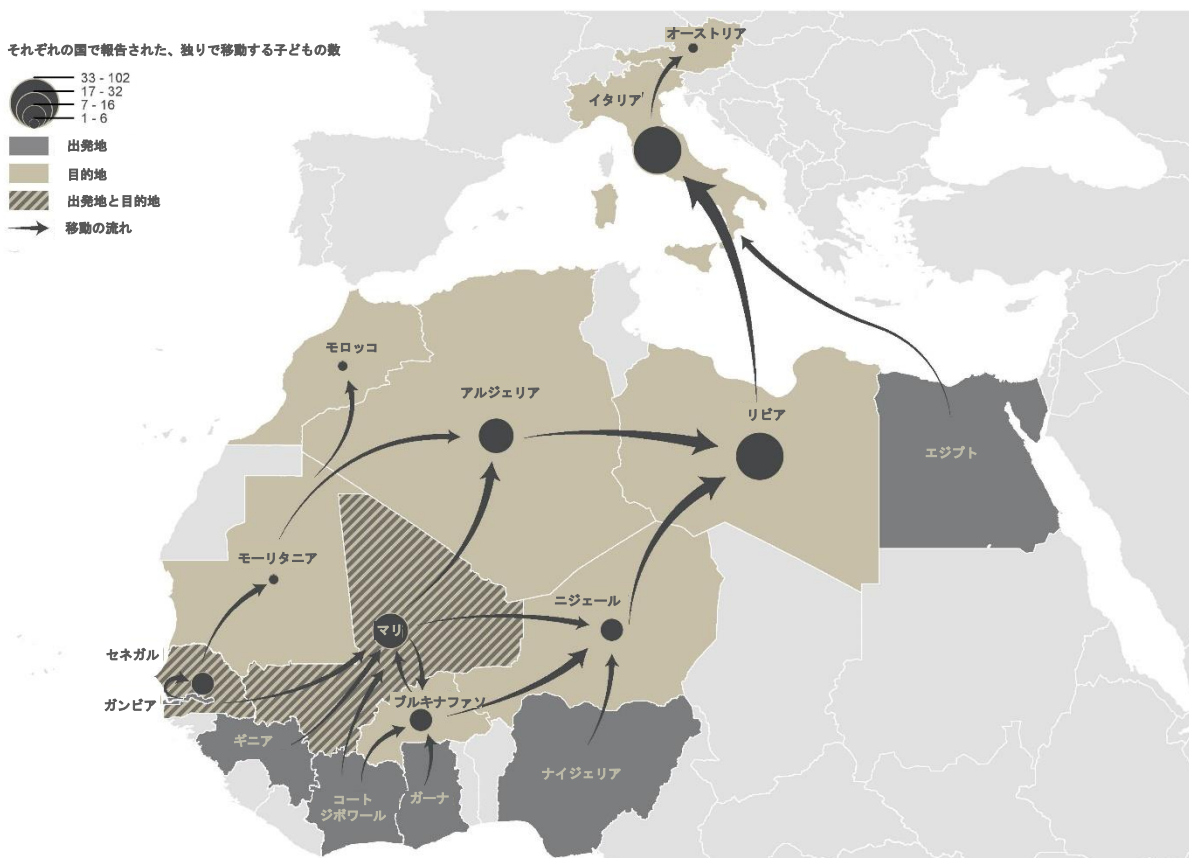 それぞれの国で報告された、独りで移動する子どもの数
33 - 102
17 - 32
7 - 16
1 - 6
出発地
目的地
出発地と目的地
移動の流れ
オーストリア
イタリア
モロッコ
アルジェリア
リビア
エジプト
モーリタニア
ニジェール
マリ
セネガル
ガンビア
ブルキナファソ
ギニア
ナイジェリア
コート
ジボワール
ガーナ